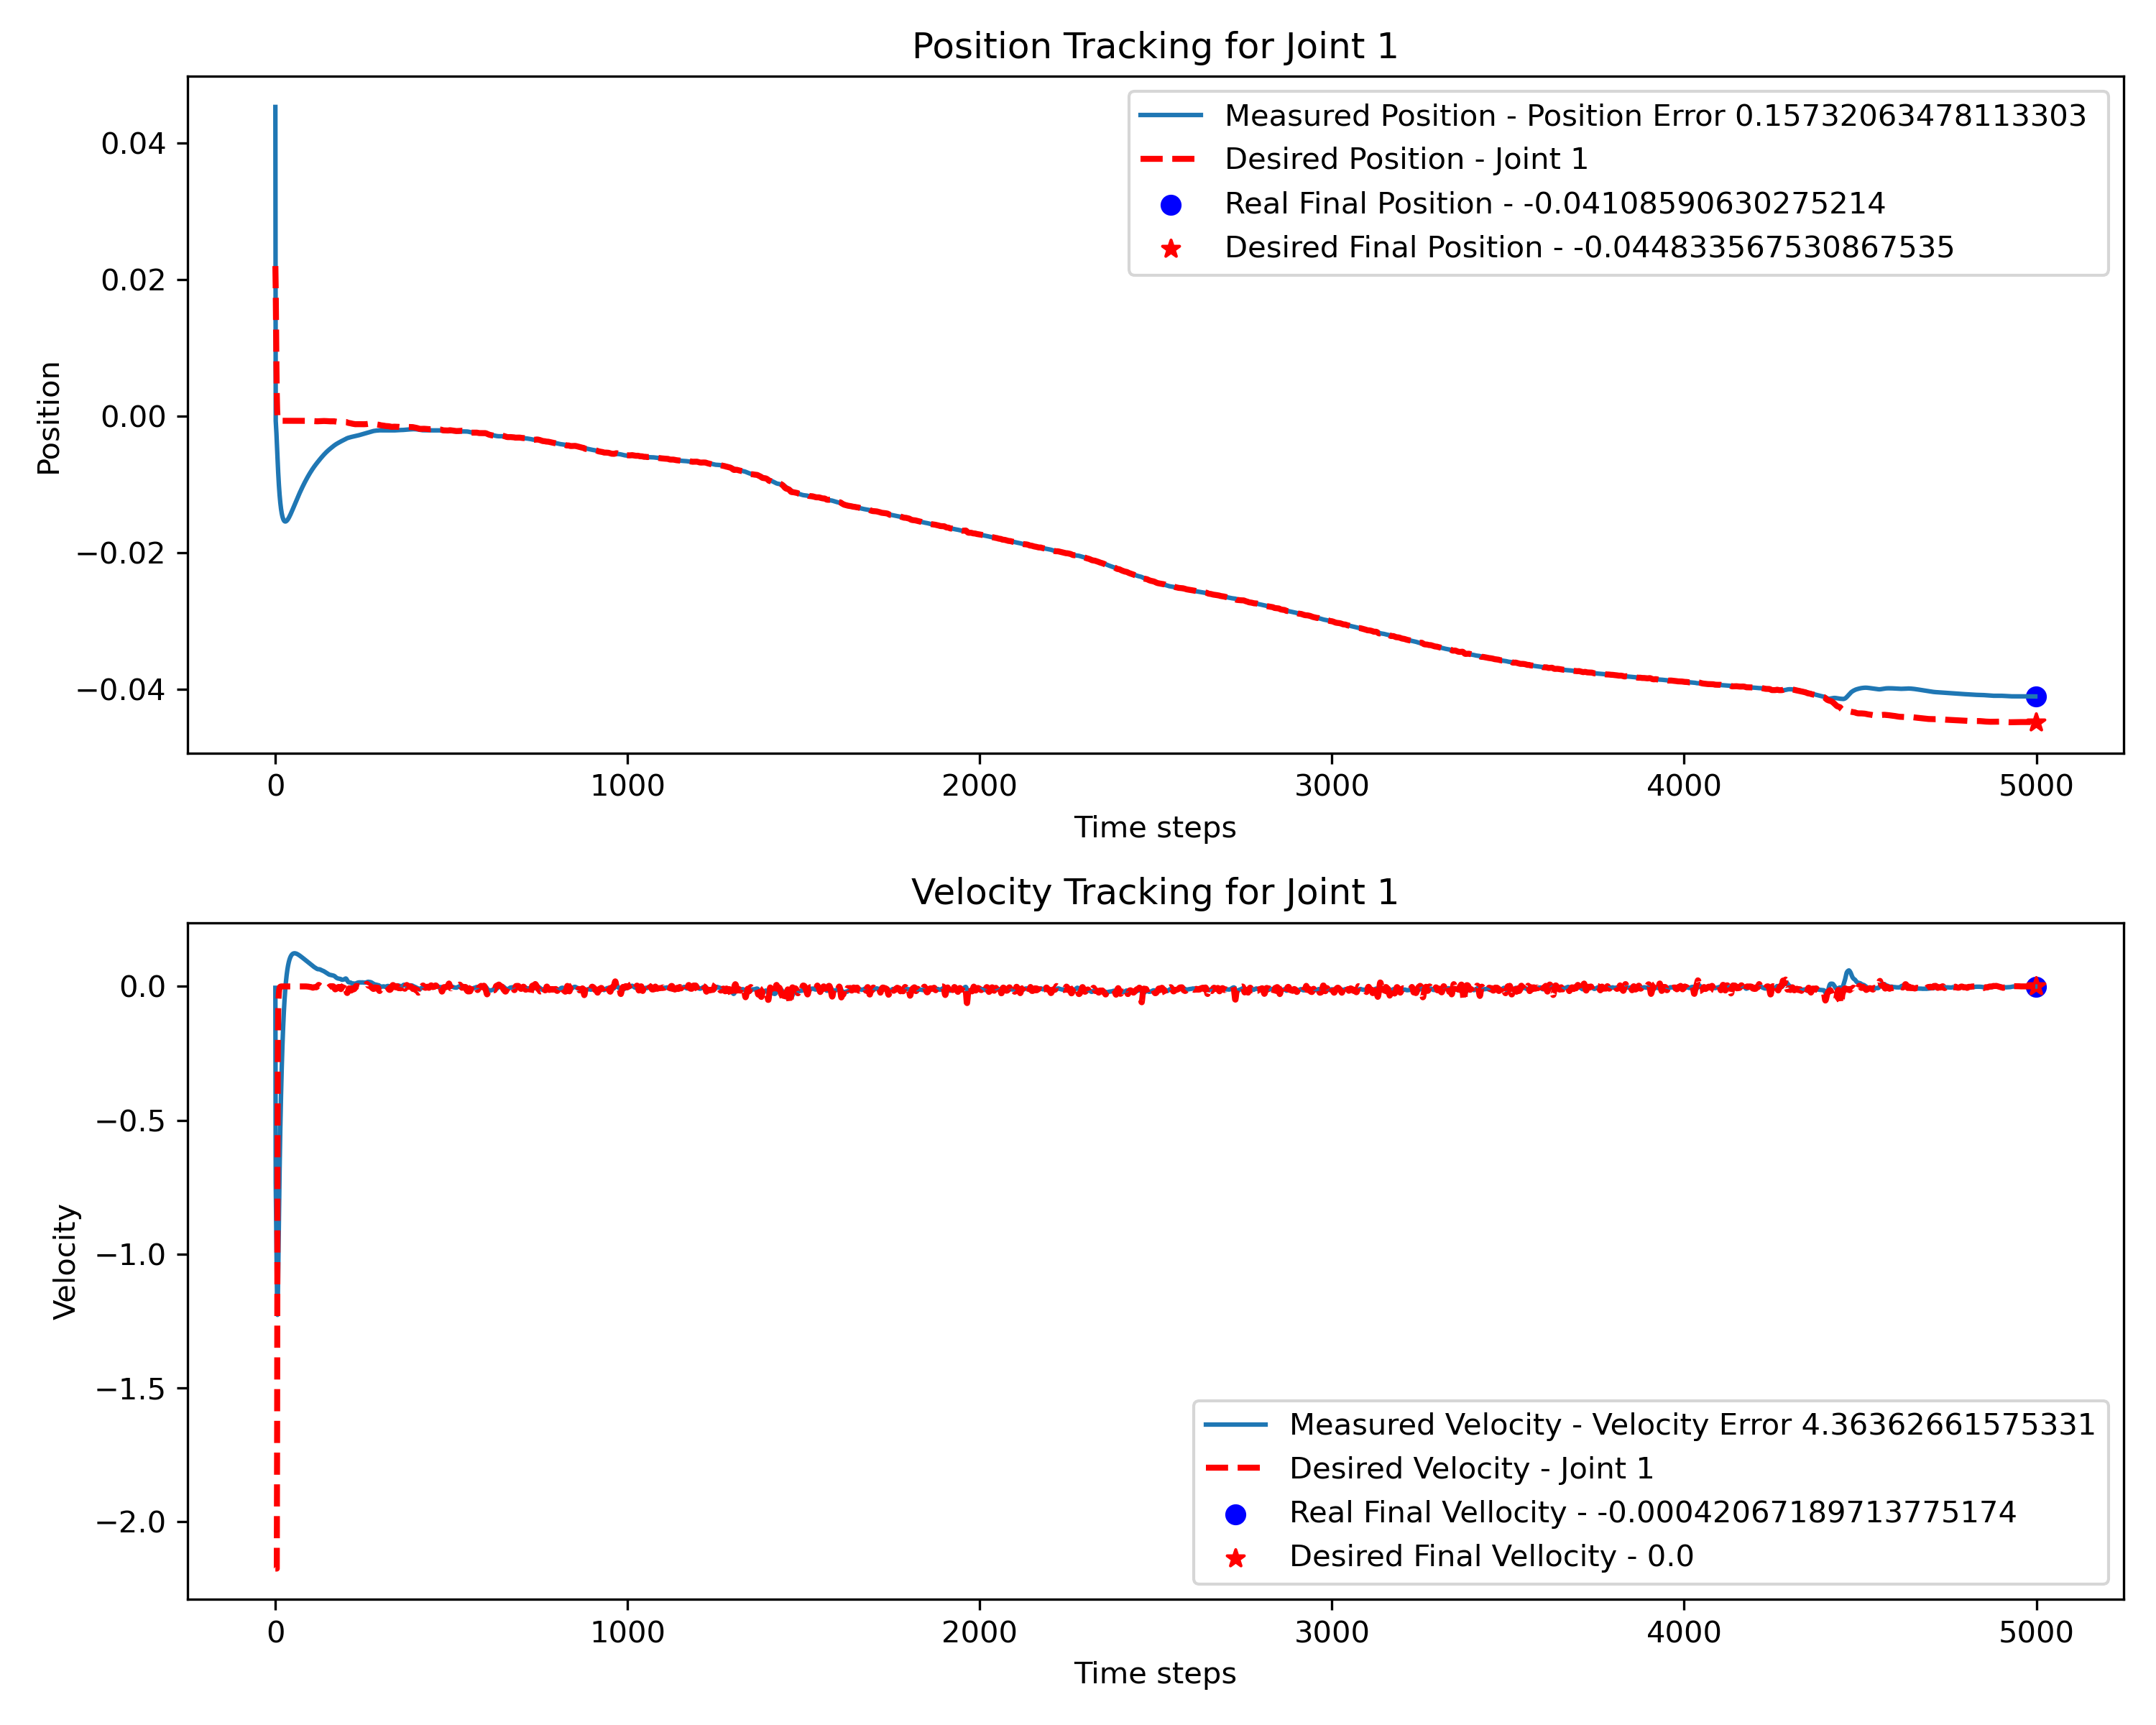 Position Tracking for Joint 1
Measured Position - Position Error 0.15732063478113303
Desired Position - Joint 1
Real Final Position - -0.04108590630275214
Desired Final Position - -0.044833567530867535
0.04
0.02
0.00
−0.02
−0.04
Position
0 1000 2000 3000 4000 5000
Time steps
Velocity Tracking for Joint 1
0.0
−0.5
−1.0
−1.5
−2.0
Velocity
Measured Velocity - Velocity Error 4.36362661575331
Desired Velocity - Joint 1
Real Final Vellocity - -0.00042067189713775174
Desired Final Vellocity - 0.0
0 1000 2000 3000 4000 5000
Time steps